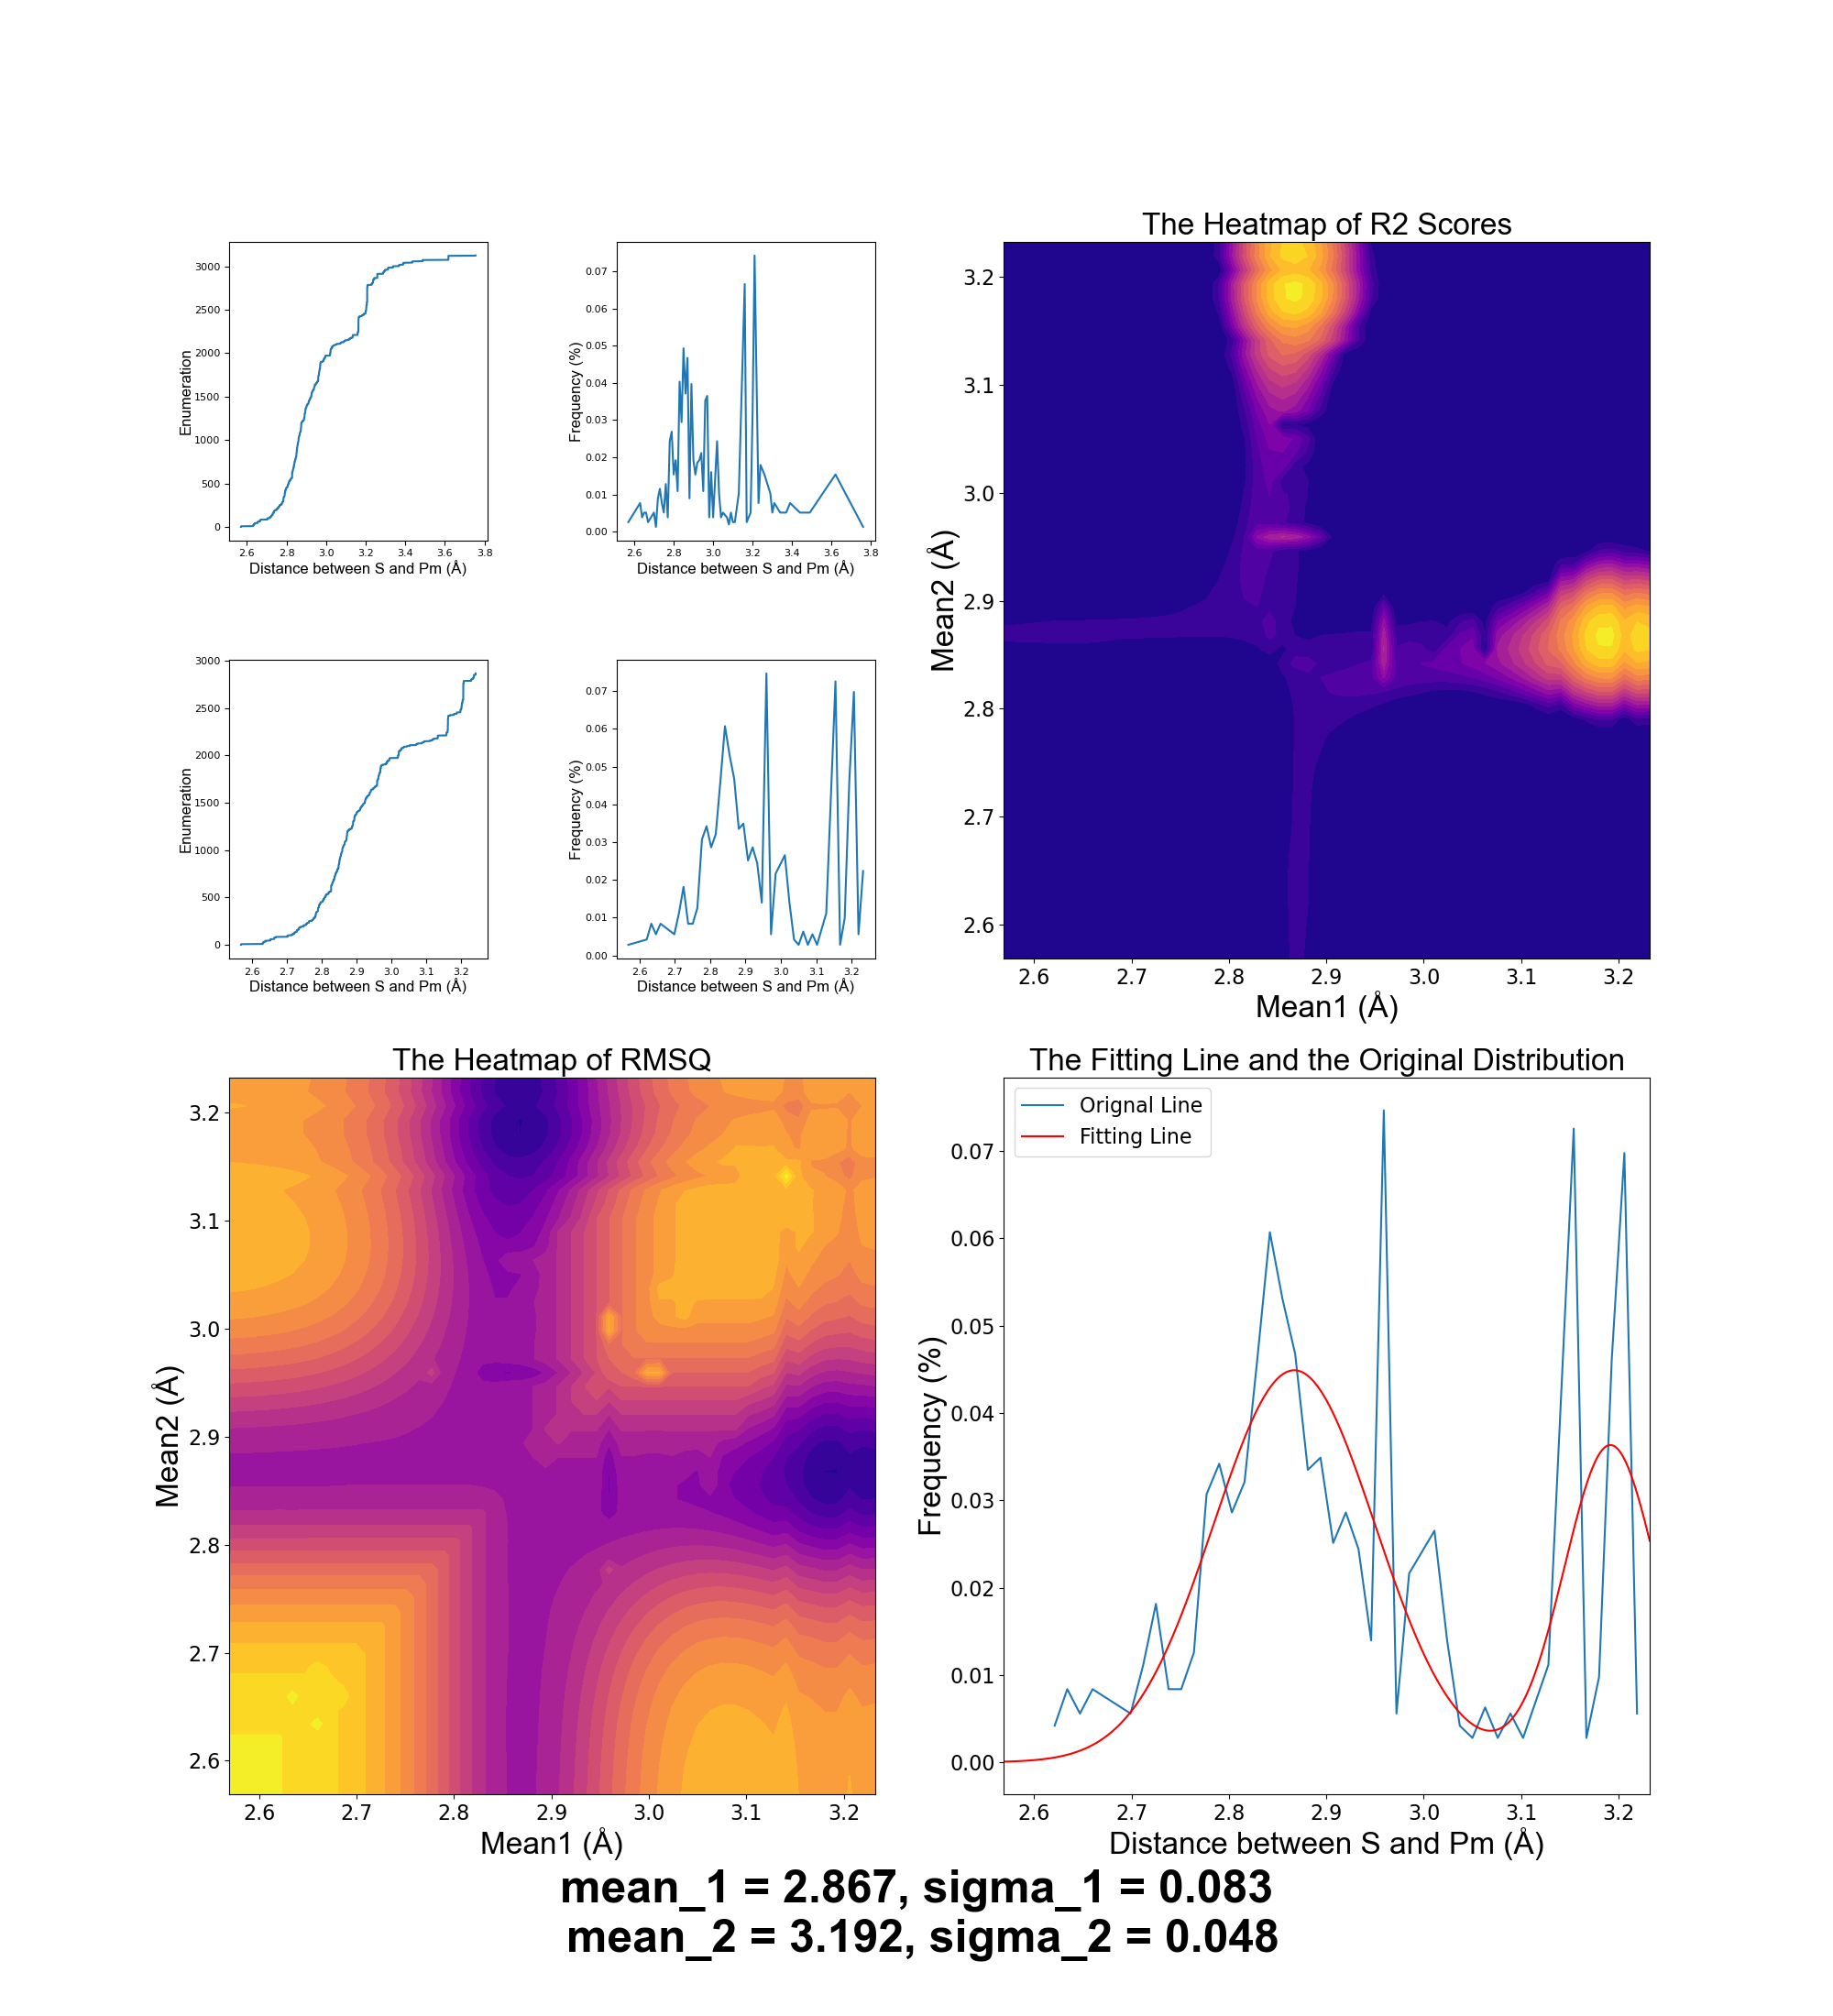 3000
2500
2000
1500
1000
500
0
Enumeration
2.6 2.8 3.0 3.2 3.4 3.6 3.8
Distance between S and Pm (Å)
0.07
0.06
0.05
0.04
0.03
0.02
0.01
0.00
Frequency (%)
2.6 2.8 3.0 3.2 3.4 3.6 3.8
Distance between S and Pm (Å)
The Heatmap of R2 Scores
3.2
3.1
3.0
2.9
2.8
2.7
2.6
Mean2 (Å)
2.6 2.7 2.8 2.9 3.0 3.1 3.2
Mean1 (Å)
3000
2500
2000
1500
1000
500
0
Enumeration
2.6 2.7 2.8 2.9 3.0 3.1 3.2
Distance between S and Pm (Å)
0.07
0.06
0.05
0.04
0.03
0.02
0.01
0.00
Frequency (%)
2.6 2.7 2.8 2.9 3.0 3.1 3.2
Distance between S and Pm (Å)
The Heatmap of RMSQ
3.2
3.1
3.0
2.9
2.8
2.7
2.6
Mean2 (Å)
2.6 2.7 2.8 2.9 3.0 3.1 3.2
Mean1 (Å)
The Fitting Line and the Original Distribution
Orignal Line
Fitting Line
0.07
0.06
0.05
0.04
0.03
0.02
0.01
0.00
Frequency (%)
2.6 2.7 2.8 2.9 3.0 3.1 3.2
Distance between S and Pm (Å)
mean_1 = 2.867, sigma_1 = 0.083
mean_2 = 3.192, sigma_2 = 0.048